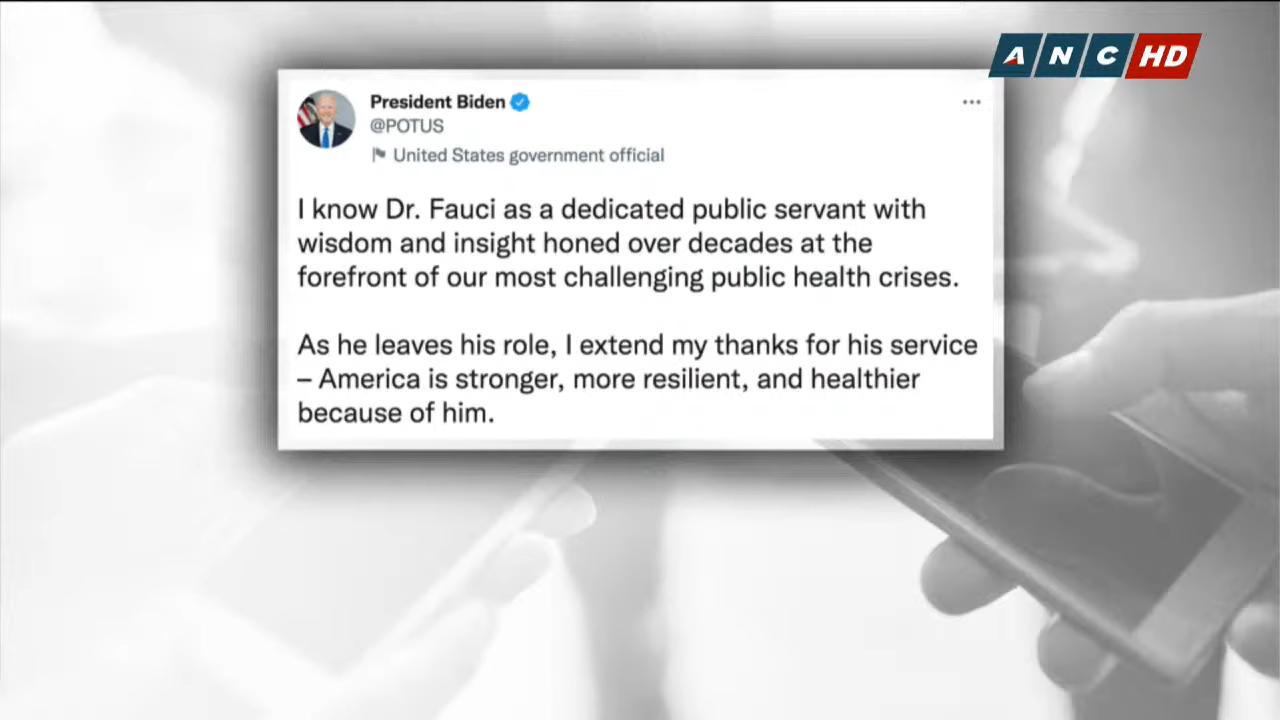 ANC HD
President Biden
@POTUS
United States government official
I know Dr. Fauci as a dedicated public servant with
wisdom and insight honed over decades at the
forefront of our most challenging public health crises.
As he leaves his role, I extend my thanks for his service
– America is stronger, more resilient, and healthier
because of him.